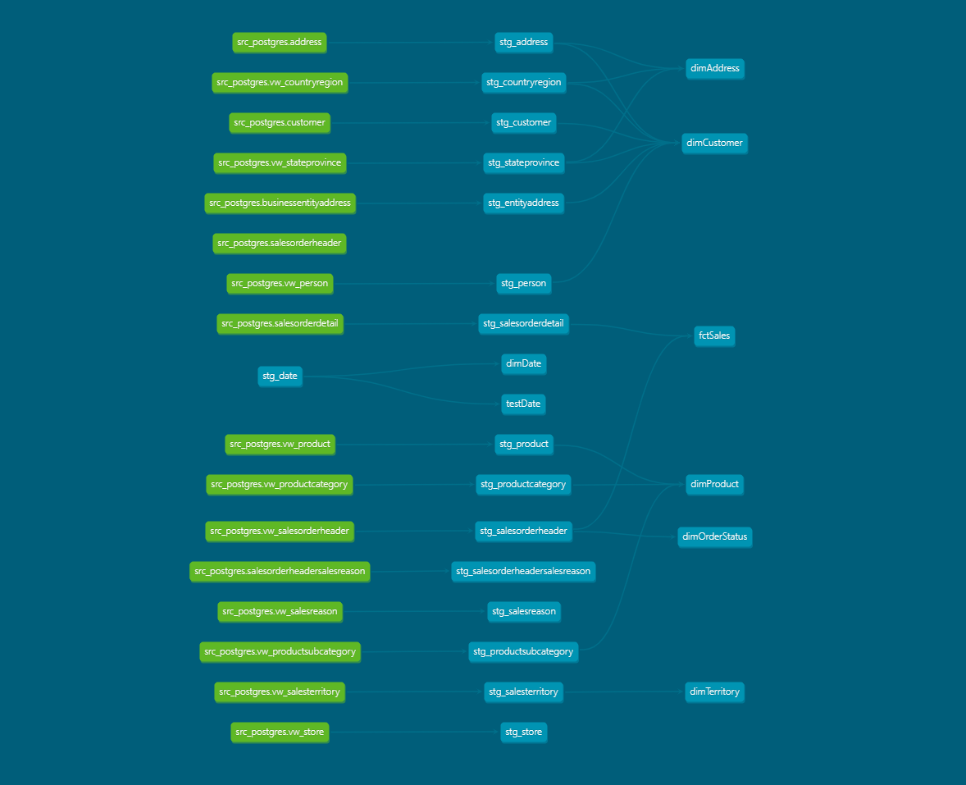 src_postgres.address
stg_address
dimAddress
src_postgres.vw_countryregion
stg_countryregion
src_postgres.customer
stg_customer
dimCustomer
src_postgres.vw_stateprovince
stg_stateprovince
src_postgres.businessentityaddress
stg_entityaddress
src_postgres.salesorderheader
src_postgres.vw_person
stg_person
src_postgres.salesorderdetail
stg_salesorderdetail
fctSales
stg_date
dimDate
testDate
src_postgres.vw_product
stg_product
src_postgres.vw_productcategory
stg_productcategory
dimProduct
src_postgres.vw_salesorderheader
stg_salesorderheader
dimOrderStatus
src_postgres.salesorderheadersalesreason
stg_salesorderheadersalesreason
src_postgres.vw_salesreason
stg_salesreason
src_postgres.vw_productsubcategory
stg_productsubcategory
src_postgres.vw_salesterritory
stg_salesterritory
dimTerritory
src_postgres.vw_store
stg_store